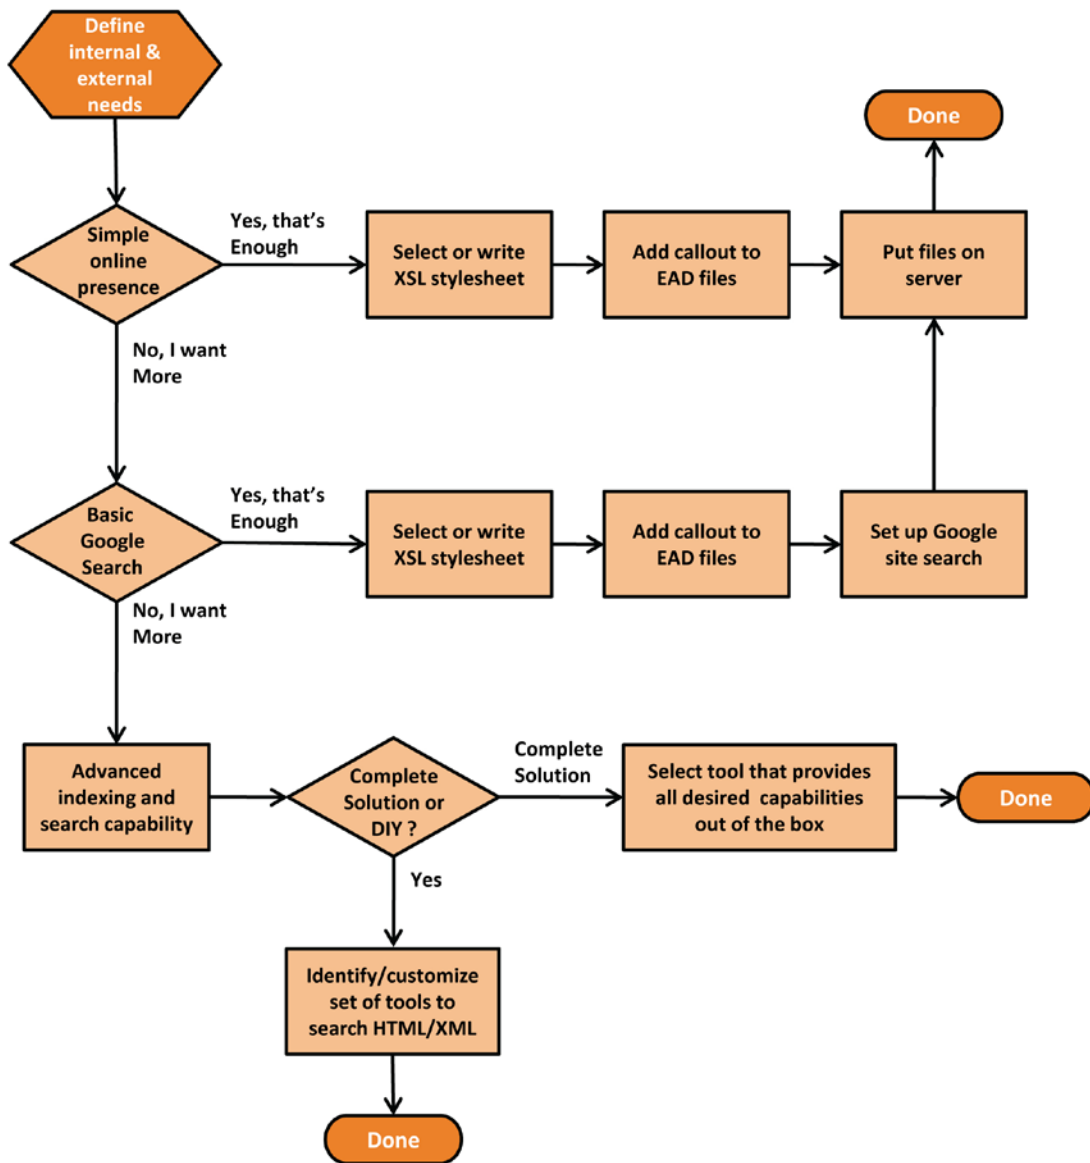 Define
internal &
external
needs
Done
Simple
online
presence
Yes, that's
Enough
Select or write
XSL stylesheet
Add callout to
EAD files
Put files on
server
No, I want
More
Basic
Google
Search
Yes, that's
Enough
Select or write
XSL stylesheet
Add callout to
EAD files
Set up Google
site search
No, I want
More
Advanced
indexing and
search capability
Complete
Solution or
DIY ?
Complete
Solution
Select tool that provides
all desired capabilities
out of the box
Done
Yes
Identify/customize
set of tools to
search HTML/XML
Done